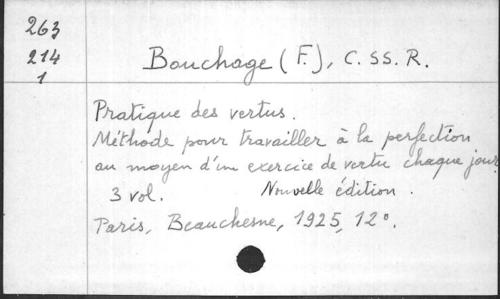 263
214
1
Bouchage (F.), C. SS. R.
Pratique des vertus.
Méthode pour travailler à la perfection
au moyen d'un exercice de vertu chaque jour.
3 vol. Nouvelle édition.
Paris, Beauchesne, 1925, 12°.